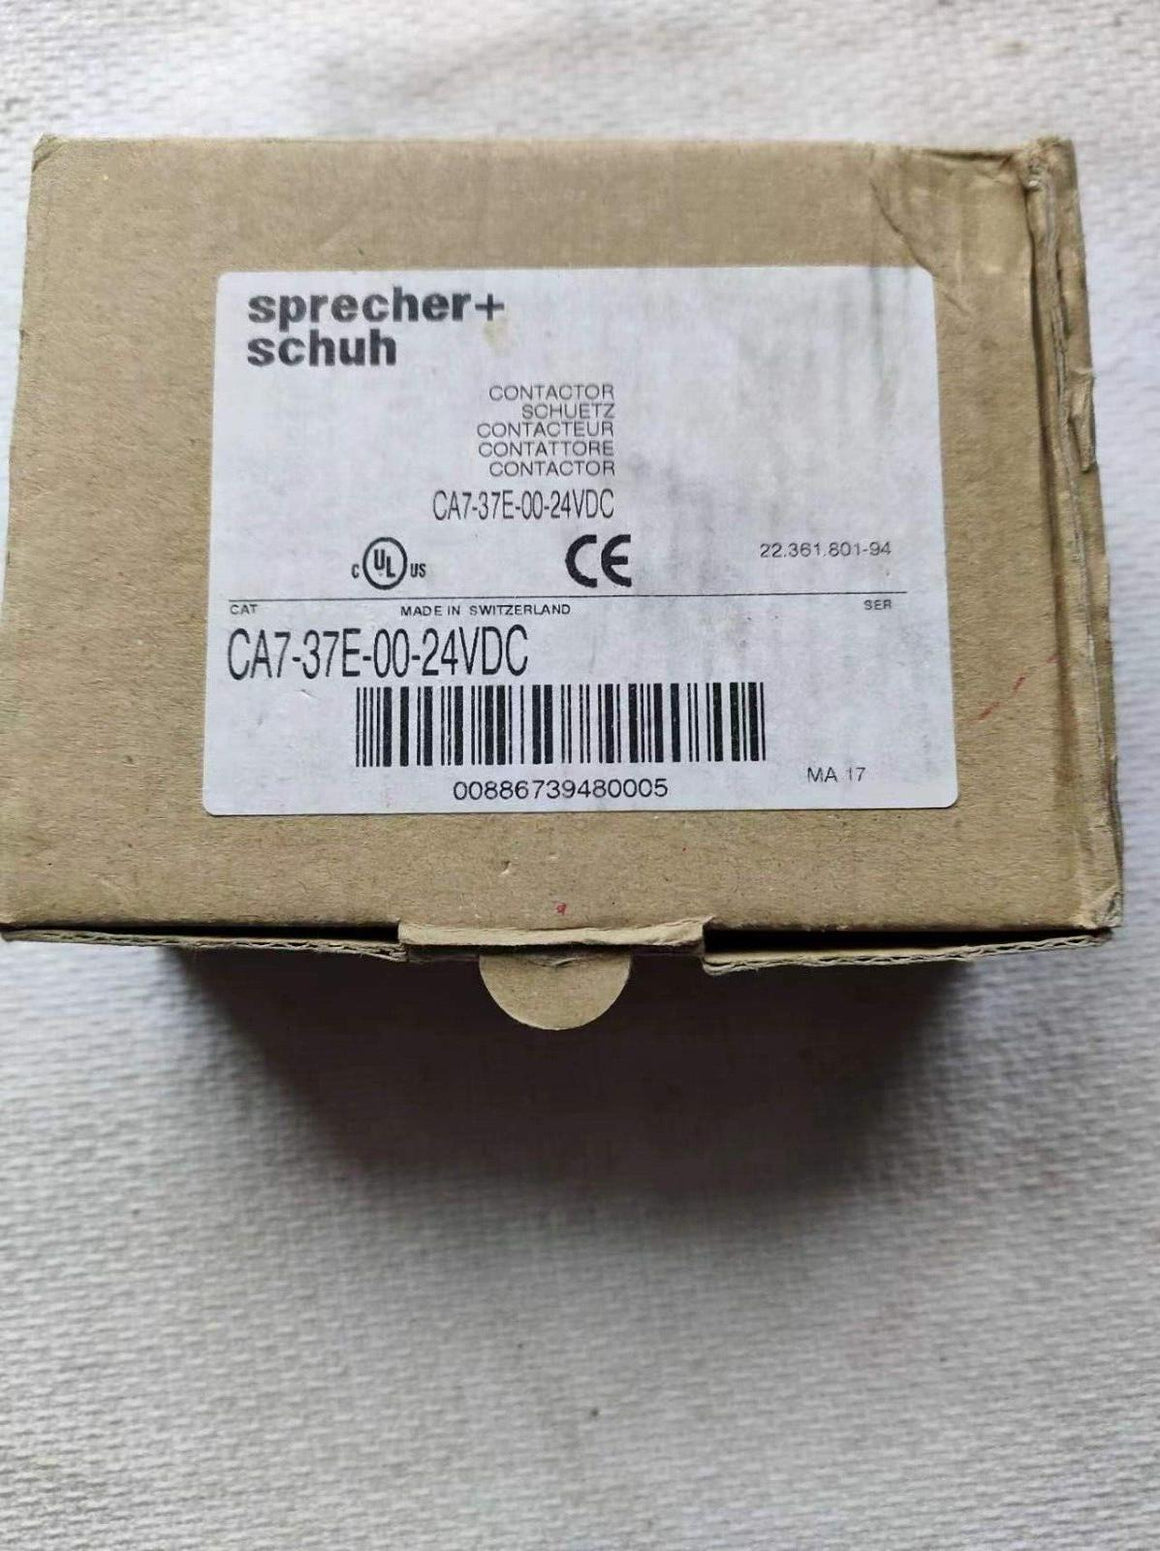 sprecher+
schuh
CONTACTOR
SCHUETZ
CONTACTEUR
CONTATTORE
CONTACTOR
CA7-37E-00-24VDC
C UL US CE 22.361.801-94
CAT MADE IN SWITZERLAND SER
CA7-37E-00-24VDC
00886739480005 MA 17